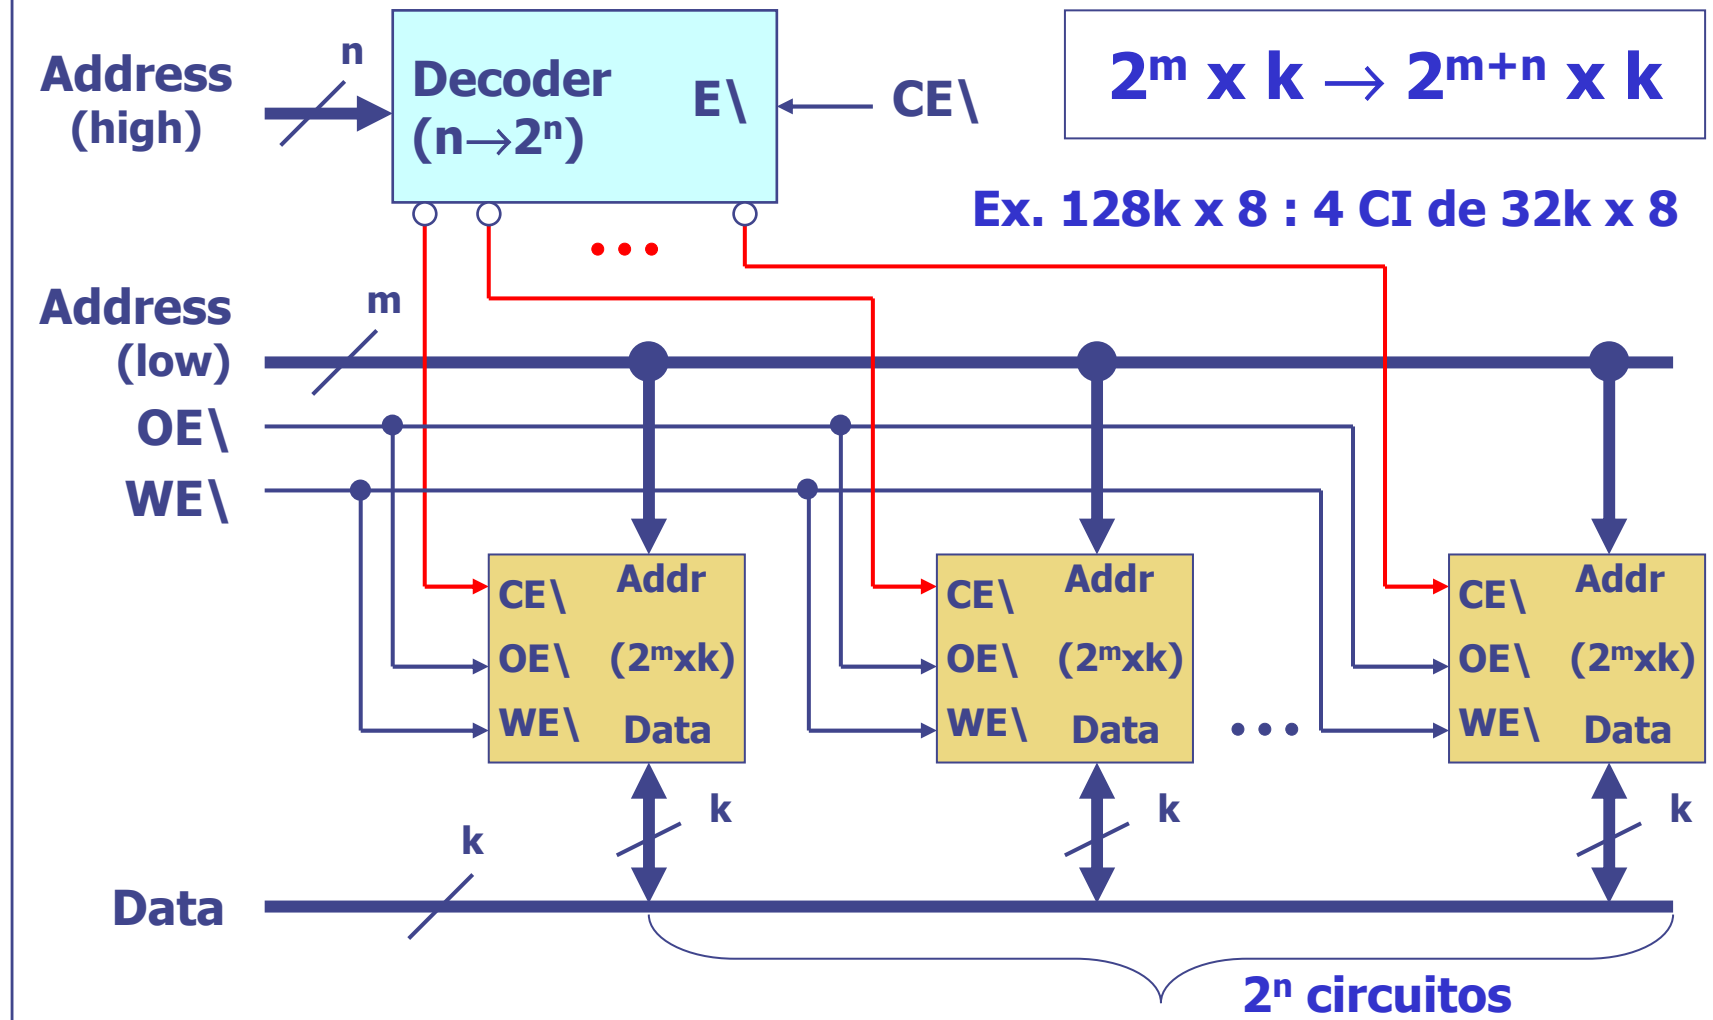 Address
(high)
n
Decoder
(n→2ⁿ)
E\
CE\
2ᵐ x k → 2ᵐ⁺ⁿ x k
Ex. 128k x 8 : 4 CI de 32k x 8
Address
(low)
m
OE\
WE\
CE\ Addr
OE\ (2ᵐxk)
WE\ Data
CE\ Addr
OE\ (2ᵐxk)
WE\ Data
CE\ Addr
OE\ (2ᵐxk)
WE\ Data
k
k
k
k
Data
2ⁿ circuitos